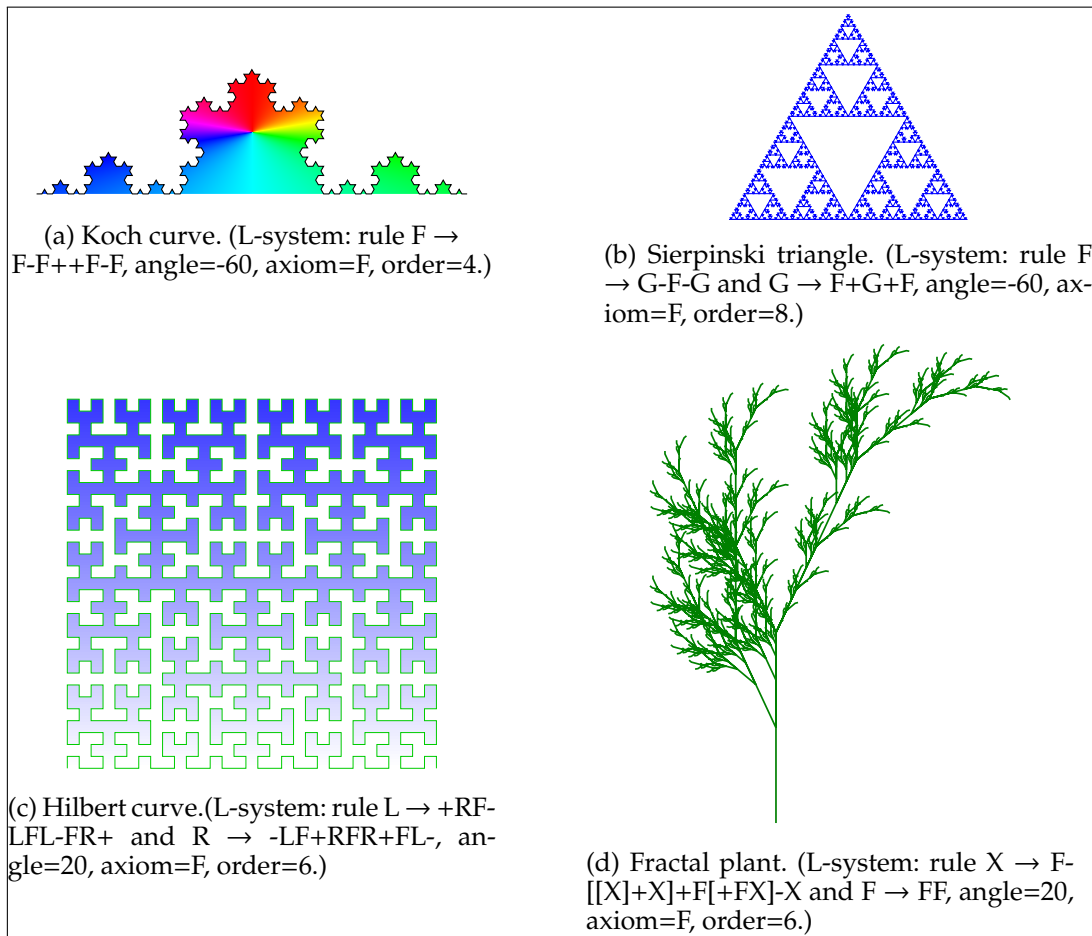 (a) Koch curve. (L-system: rule F →
F-F++F-F, angle=-60, axiom=F, order=4.)
(b) Sierpinski triangle. (L-system: rule F
→ G-F-G and G → F+G+F, angle=-60, ax-
iom=F, order=8.)
(c) Hilbert curve.(L-system: rule L → +RF-
LFL-FR+ and R → -LF+RFR+FL-, an-
gle=20, axiom=F, order=6.)
(d) Fractal plant. (L-system: rule X → F-
[[X]+X]+F[+FX]-X and F → FF, angle=20,
axiom=F, order=6.)